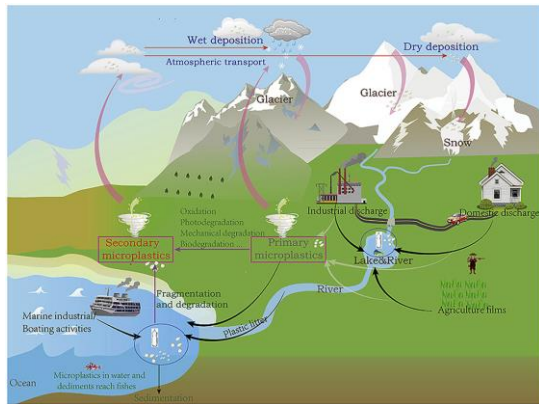 Wet deposition
Dry deposition
Atmospheric transport
Glacier
Glacier
Snow
Oxidation
Photodegradation
Mechanical degradation
Biodegradation
Industrial discharge
Domestic discharge
Secondary
microplastics
Primary
microplastics
Lake&River
Fragmentation
and degradation
River
Marine industrial/
Boating activities
Plastic litter
Agriculture films
Microplastics in water and
dediments reach fishes
Ocean
Sedimentation